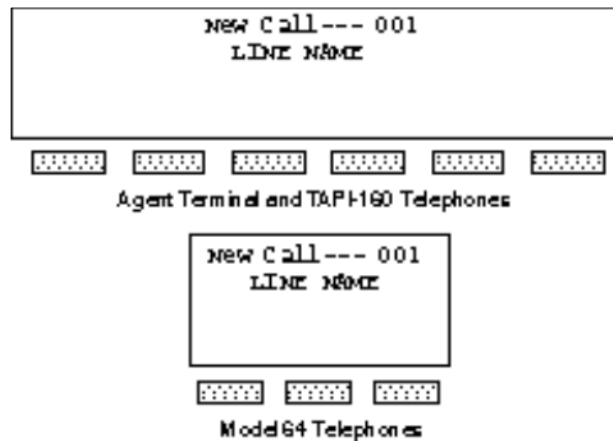 New Call--- 001
LINE NAME
Agent Terminal and TAPI-160 Telephones
New Call--- 001
LINE NAME
Model 64 Telephones